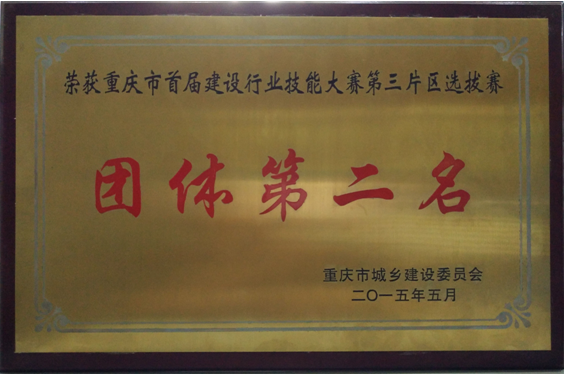 荣获重庆市首届建设行业技能大赛第三片区选拔赛
团体第二名
重庆市城乡建设委员会
二〇一五年五月